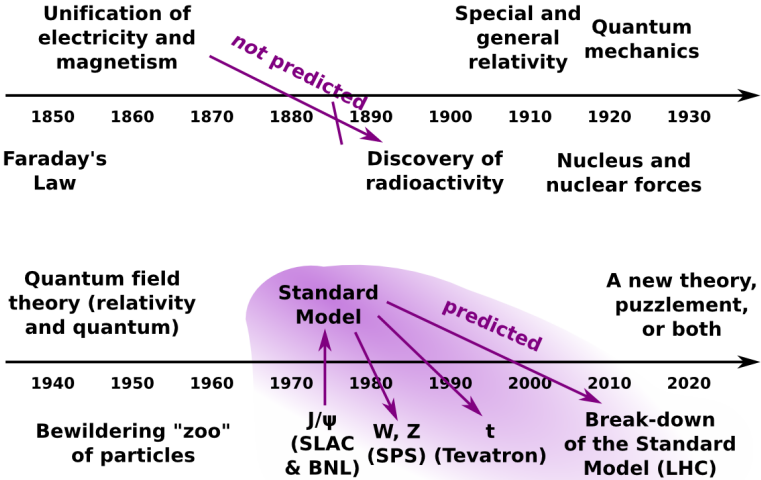 Unification of
electricity and
magnetism
not predicted
Special and
general
relativity
Quantum
mechanics
1850 1860 1870 1880 1890 1900 1910 1920 1930
Faraday's
Law
Discovery of
radioactivity
Nucleus and
nuclear forces
Quantum field
theory (relativity
and quantum)
Standard
Model
predicted
A new theory,
puzzlement,
or both
1940 1950 1960 1970 1980 1990 2000 2010 2020
Bewildering "zoo"
of particles
J/ψ
(SLAC
& BNL)
W, Z
(SPS)
t
(Tevatron)
Break-down
of the Standard
Model (LHC)